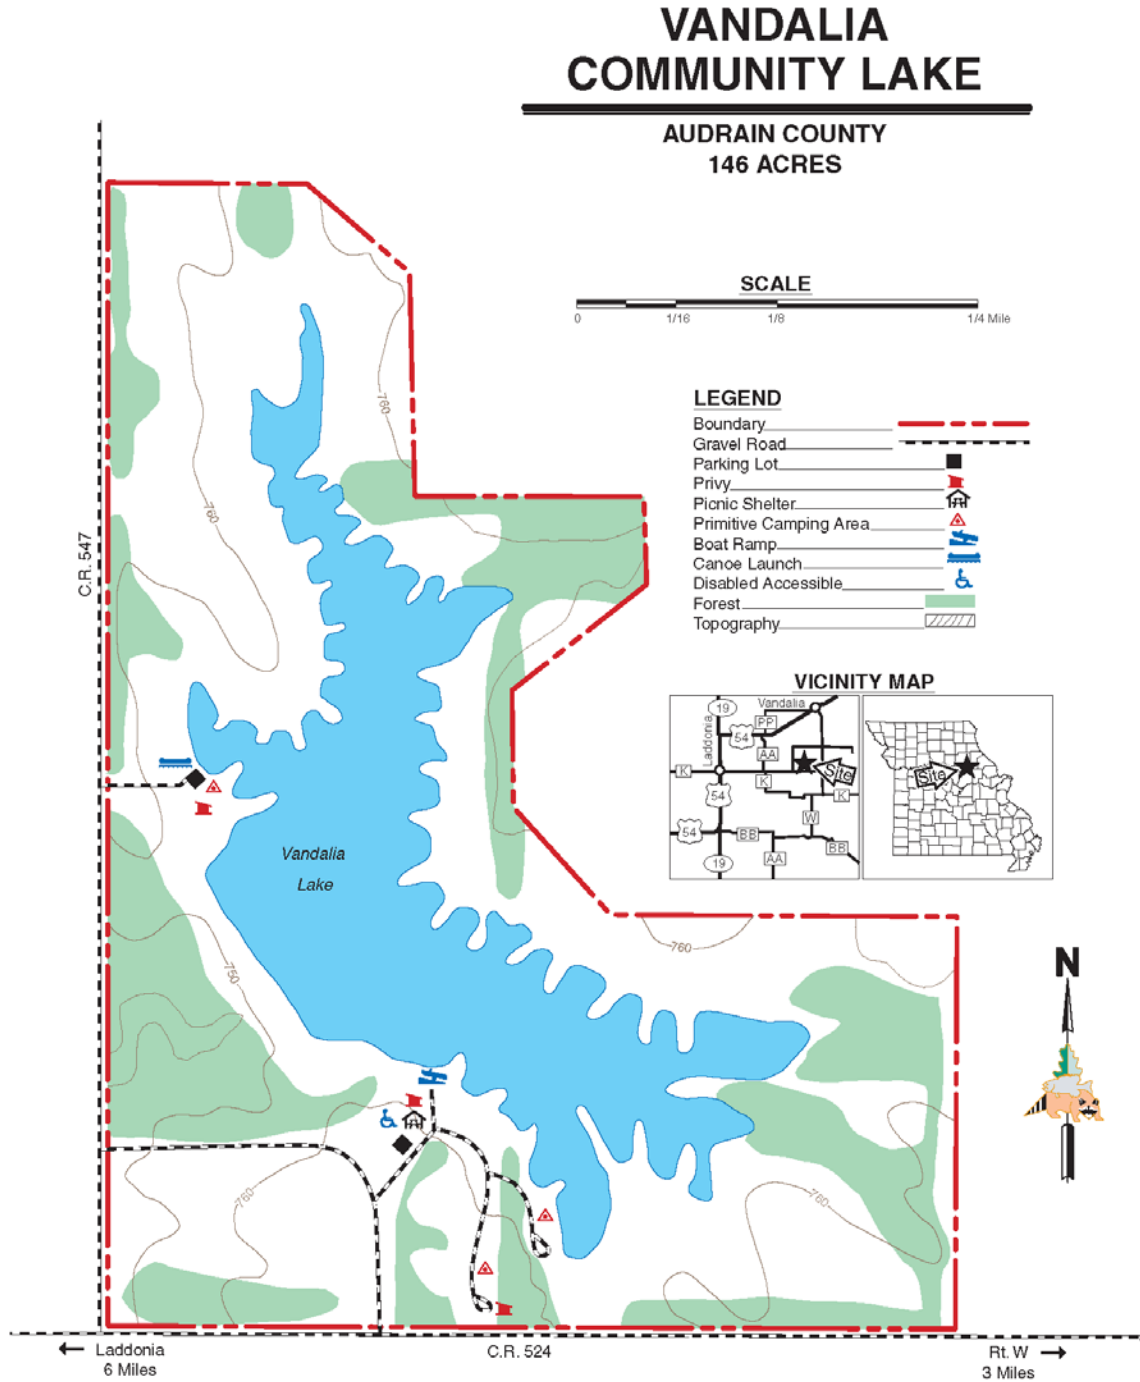 VANDALIA
COMMUNITY LAKE
AUDRAIN COUNTY
146 ACRES
SCALE
0 1/16 1/8 1/4 Mile
LEGEND
Boundary
Gravel Road
Parking Lot
Privy
Picnic Shelter
Primitive Camping Area
Boat Ramp
Canoe Launch
Disabled Accessible
Forest
Topography
VICINITY MAP
19
Vandalia
PP
54
Laddonia
AA
K
K
Site
54
K
W
54
BB
BB
AA
19
Site
C.R. 547
760
760
Vandalia
Lake
760
750
N
760
760
Laddonia
6 Miles
C.R. 524
Rt. W
3 Miles